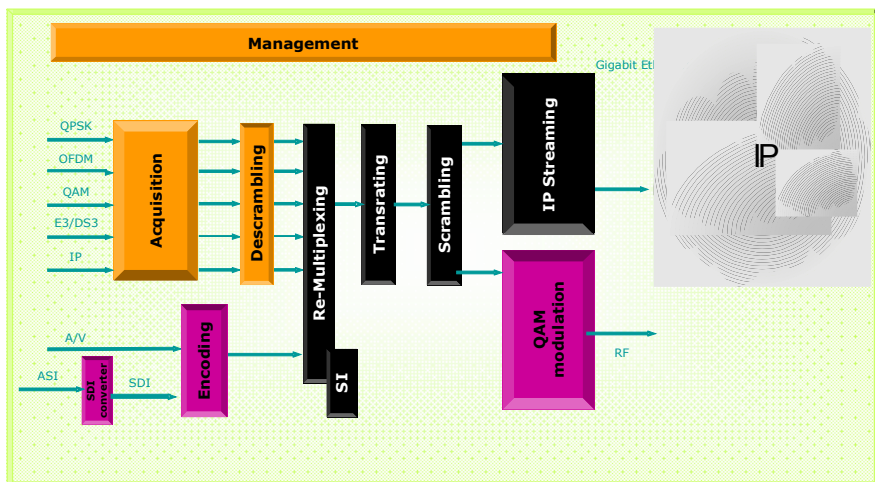 Management
Gigabit Eth
QPSK
OFDM
QAM
E3/DS3
IP
Acquisition
Descrambling
Re-Multiplexing
Transrating
Scrambling
IP Streaming
IP
A/V
ASI
SDI
converter
SDI
Encoding
SI
QAM
modulation
RF